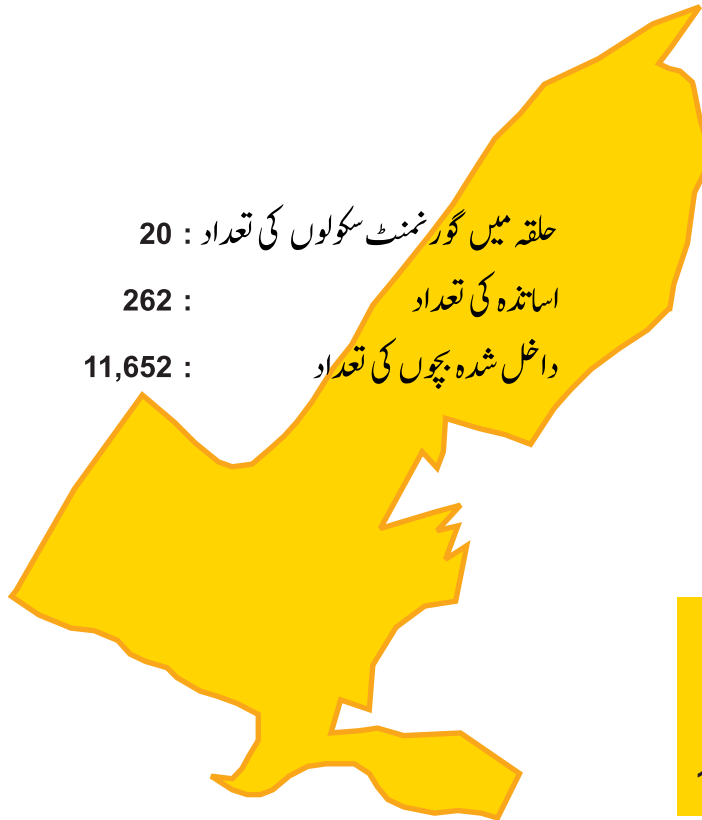 حلقہ میں گورنمنٹ سکولوں کی تعداد : 20
اساتذہ کی تعداد : 262
داخل شدہ بچوں کی تعداد : 11,652